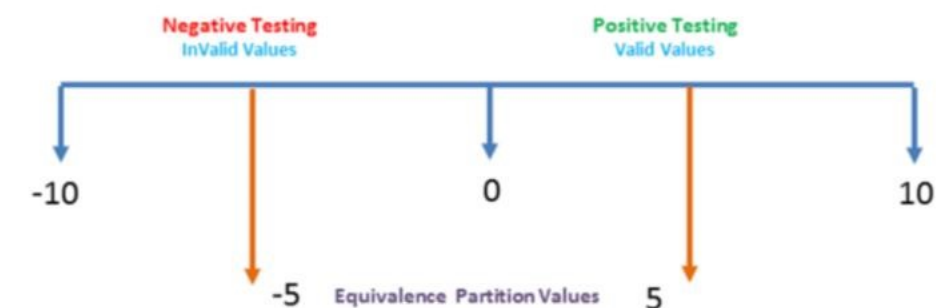 Negative Testing
InValid Values
Positive Testing
Valid Values
-10
0
10
-5
Equivalence Partition Values
5